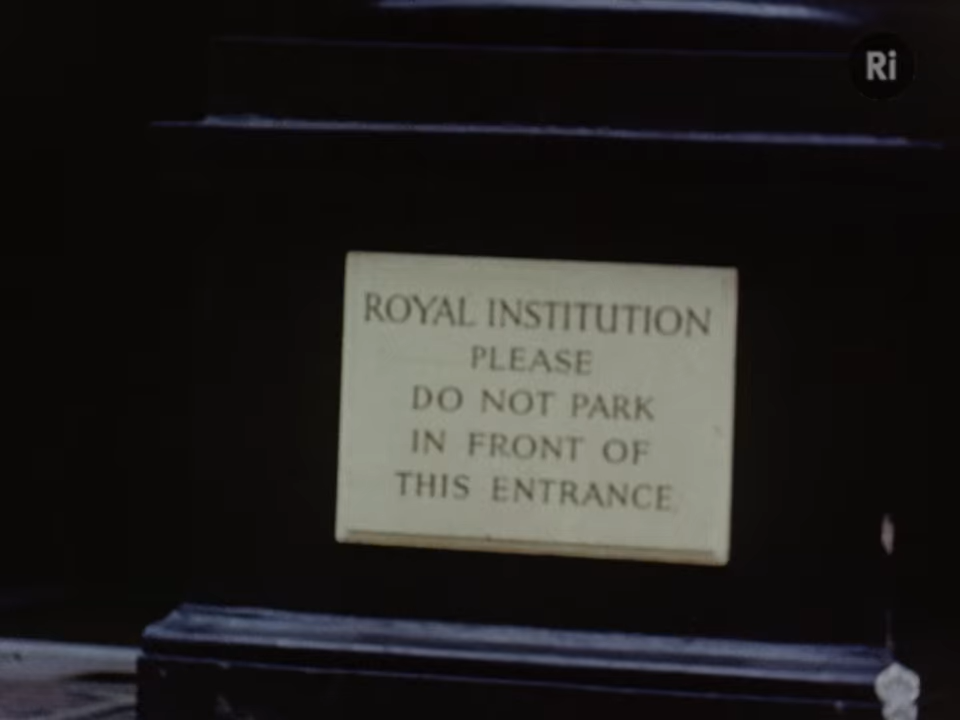 Ri
ROYAL INSTITUTION
PLEASE
DO NOT PARK
IN FRONT OF
THIS ENTRANCE